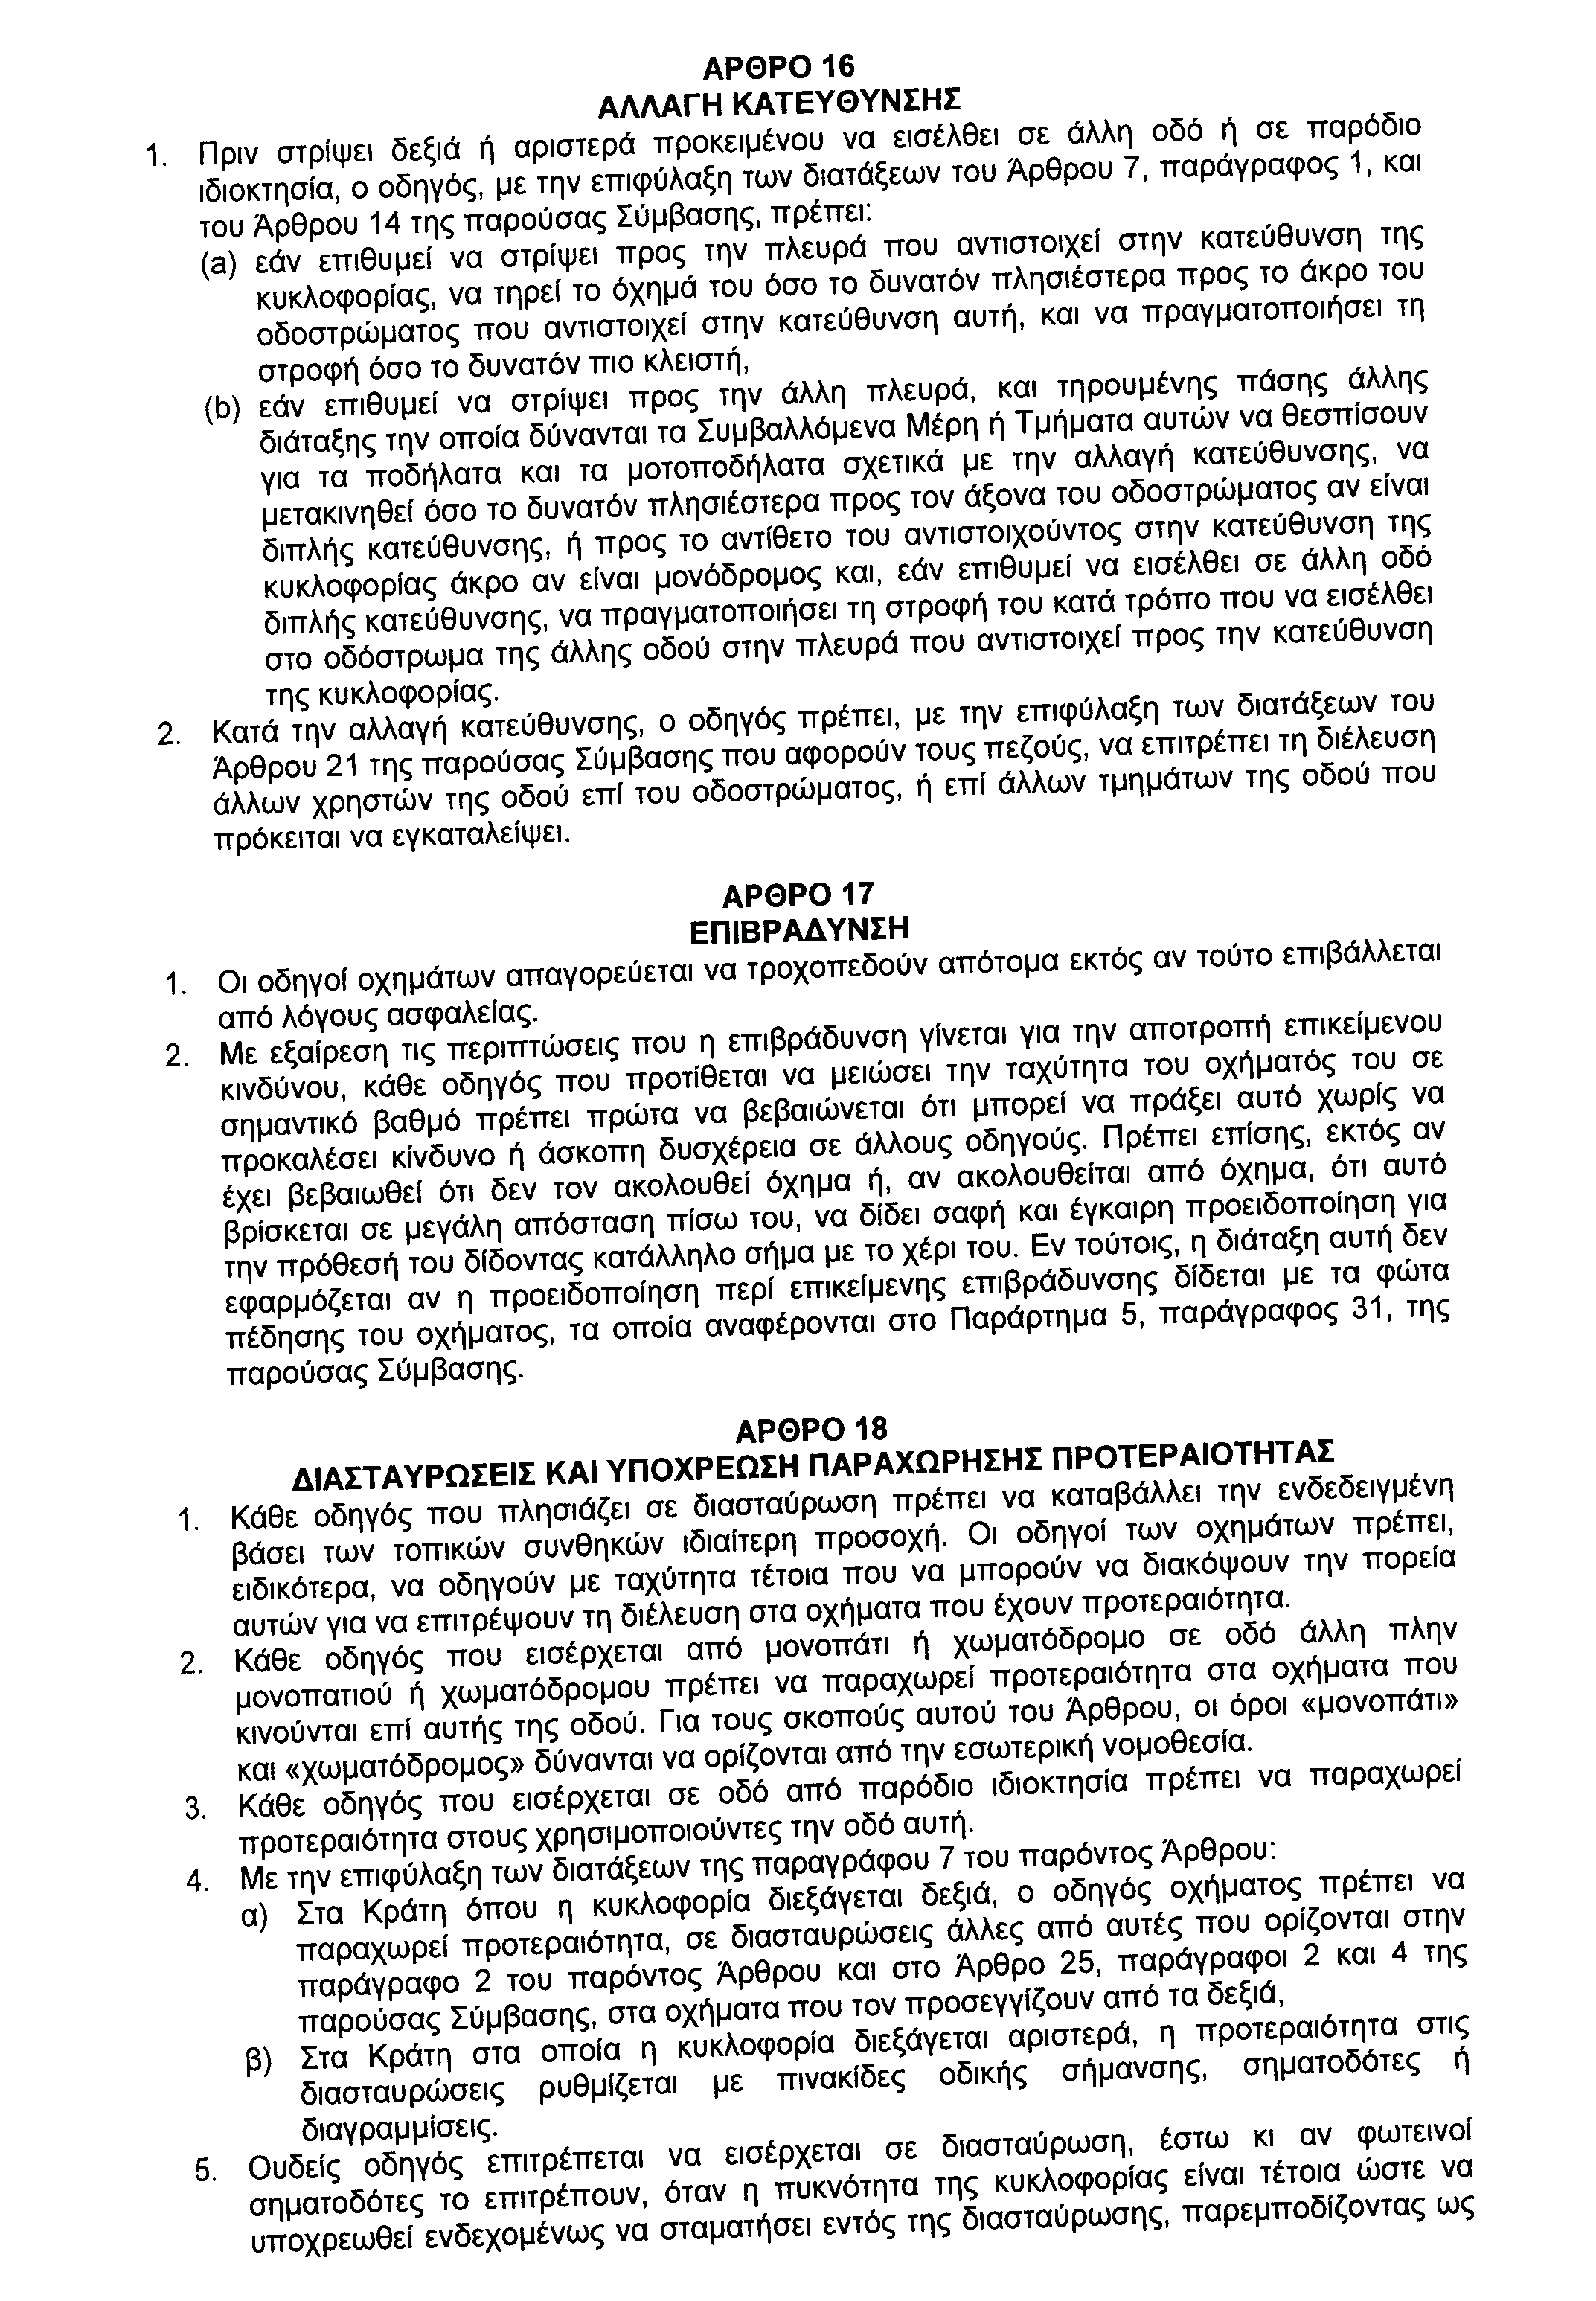 ΑΡΘΡΟ 16
ΑΛΛΑΓΗ ΚΑΤΕΥΘΥΝΣΗΣ
1. Πριν στρίψει δεξιά ή αριστερά προκειμένου να εισέλθει σε άλλη οδό ή σε παρόδιο
ιδιοκτησία, ο οδηγός, με την επιφύλαξη των διατάξεων του Άρθρου 7, παράγραφος 1, και
του Άρθρου 14 της παρούσας Σύμβασης, πρέπει:
(a) εάν επιθυμεί να στρίψει προς την πλευρά που αντιστοιχεί στην κατεύθυνση της
κυκλοφορίας, να τηρεί το όχημά του όσο το δυνατόν πλησιέστερα προς το άκρο του
οδοστρώματος που αντιστοιχεί στην κατεύθυνση αυτή, και να πραγματοποιήσει τη
στροφή όσο το δυνατόν πιο κλειστή,
(b) εάν επιθυμεί να στρίψει προς την άλλη πλευρά, και τηρουμένης πάσης άλλης
διάταξης την οποία δύνανται τα Συμβαλλόμενα Μέρη ή Τμήματα αυτών να θεσπίσουν
για τα ποδήλατα και τα μοτοποδήλατα σχετικά με την αλλαγή κατεύθυνσης, να
μετακινηθεί όσο το δυνατόν πλησιέστερα προς τον άξονα του οδοστρώματος αν είναι
διπλής κατεύθυνσης, ή προς το αντίθετο του αντιστοιχούντος στην κατεύθυνση της
κυκλοφορίας άκρο αν είναι μονόδρομος και, εάν επιθυμεί να εισέλθει σε άλλη οδό
διπλής κατεύθυνσης, να πραγματοποιήσει τη στροφή του κατά τρόπο που να εισέλθει
στο οδόστρωμα της άλλης οδού στην πλευρά που αντιστοιχεί προς την κατεύθυνση
της κυκλοφορίας.
2. Κατά την αλλαγή κατεύθυνσης, ο οδηγός πρέπει, με την επιφύλαξη των διατάξεων του
Άρθρου 21 της παρούσας Σύμβασης που αφορούν τους πεζούς, να επιτρέπει τη διέλευση
άλλων χρηστών της οδού επί του οδοστρώματος, ή επί άλλων τμημάτων της οδού που
πρόκειται να εγκαταλείψει.
ΑΡΘΡΟ 17
ΕΠΙΒΡΑΔΥΝΣΗ
1. Οι οδηγοί οχημάτων απαγορεύεται να τροχοπεδούν απότομα εκτός αν τούτο επιβάλλεται
από λόγους ασφαλείας.
2. Με εξαίρεση τις περιπτώσεις που η επιβράδυνση γίνεται για την αποτροπή επικείμενου
κινδύνου, κάθε οδηγός που προτίθεται να μειώσει την ταχύτητα του οχήματός του σε
σημαντικό βαθμό πρέπει πρώτα να βεβαιώνεται ότι μπορεί να πράξει αυτό χωρίς να
προκαλέσει κίνδυνο ή άσκοπη δυσχέρεια σε άλλους οδηγούς. Πρέπει επίσης, εκτός αν
έχει βεβαιωθεί ότι δεν τον ακολουθεί όχημα ή, αν ακολουθείται από όχημα, ότι αυτό
βρίσκεται σε μεγάλη απόσταση πίσω του, να δίδει σαφή και έγκαιρη προειδοποίηση για
την πρόθεσή του δίδοντας κατάλληλο σήμα με το χέρι του. Εν τούτοις, η διάταξη αυτή δεν
εφαρμόζεται αν η προειδοποίηση περί επικείμενης επιβράδυνσης δίδεται με τα φώτα
πέδησης του οχήματος, τα οποία αναφέρονται στο Παράρτημα 5, παράγραφος 31, της
παρούσας Σύμβασης.
ΑΡΘΡΟ 18
ΔΙΑΣΤΑΥΡΩΣΕΙΣ ΚΑΙ ΥΠΟΧΡΕΩΣΗ ΠΑΡΑΧΩΡΗΣΗΣ ΠΡΟΤΕΡΑΙΟΤΗΤΑΣ
1. Κάθε οδηγός που πλησιάζει σε διασταύρωση πρέπει να καταβάλλει την ενδεδειγμένη
βάσει των τοπικών συνθηκών ιδιαίτερη προσοχή. Οι οδηγοί των οχημάτων πρέπει,
ειδικότερα, να οδηγούν με ταχύτητα τέτοια που να μπορούν να διακόψουν την πορεία
αυτών για να επιτρέψουν τη διέλευση στα οχήματα που έχουν προτεραιότητα.
2. Κάθε οδηγός που εισέρχεται από μονοπάτι ή χωματόδρομο σε οδό άλλη πλην
μονοπατιού ή χωματόδρομου πρέπει να παραχωρεί προτεραιότητα στα οχήματα που
κινούνται επί αυτής της οδού. Για τους σκοπούς αυτού του Άρθρου, οι όροι «μονοπάτι»
και «χωματόδρομος» δύνανται να ορίζονται από την εσωτερική νομοθεσία.
3. Κάθε οδηγός που εισέρχεται σε οδό από παρόδιο ιδιοκτησία πρέπει να παραχωρεί
προτεραιότητα στους χρησιμοποιούντες την οδό αυτή.
4. Με την επιφύλαξη των διατάξεων της παραγράφου 7 του παρόντος Άρθρου:
α) Στα Κράτη όπου η κυκλοφορία διεξάγεται δεξιά, ο οδηγός οχήματος πρέπει να
παραχωρεί προτεραιότητα, σε διασταυρώσεις άλλες από αυτές που ορίζονται στην
παράγραφο 2 του παρόντος Άρθρου και στο Άρθρο 25, παράγραφοι 2 και 4 της
παρούσας Σύμβασης, στα οχήματα που τον προσεγγίζουν από τα δεξιά,
β) Στα Κράτη στα οποία η κυκλοφορία διεξάγεται αριστερά, η προτεραιότητα στις
διασταυρώσεις ρυθμίζεται με πινακίδες οδικής σήμανσης, σηματοδότες ή
διαγραμμίσεις.
5. Ουδείς οδηγός επιτρέπεται να εισέρχεται σε διασταύρωση, έστω κι αν φωτεινοί
σηματοδότες το επιτρέπουν, όταν η πυκνότητα της κυκλοφορίας είναι τέτοια ώστε να
υποχρεωθεί ενδεχομένως να σταματήσει εντός της διασταύρωσης, παρεμποδίζοντας ως